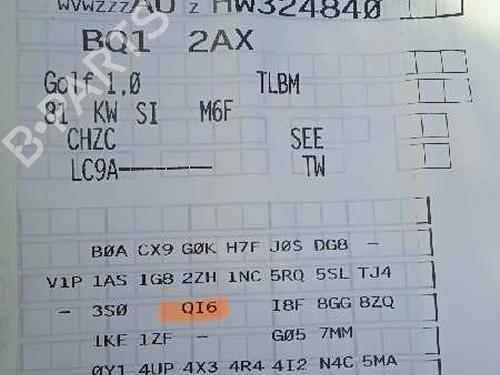 WVWZZZAU Z HW324840
BQ1 2AX
Golf 1,0 TLBM
81 KW SI M6F
CHZC SEE
LC9A------- TW
B0A CX9 G0K H7F J0S DG8 -
V1P 1AS 1G8 2ZH 1NC 5RQ 5SL TJ4
- 3S0 QI6 I8F 8GG 8ZQ
1KE 1ZF - G05 7MM
0Y1 4UP 4X3 4R4 4I2 N4C 5MA
B-PARTS